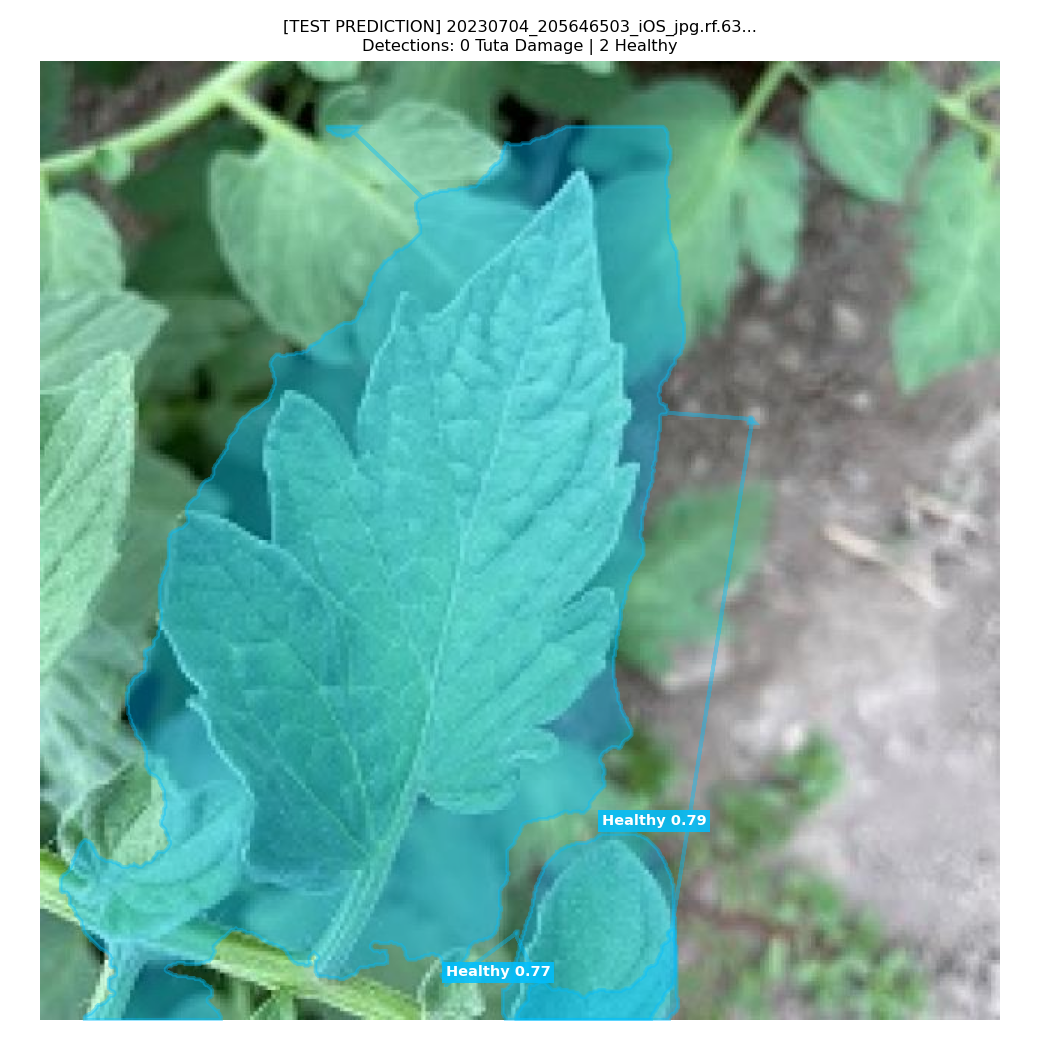 [TEST PREDICTION] 20230704_205646503_iOS_jpg.rf.63...
Detections: 0 Tuta Damage | 2 Healthy
Healthy 0.79
Healthy 0.77